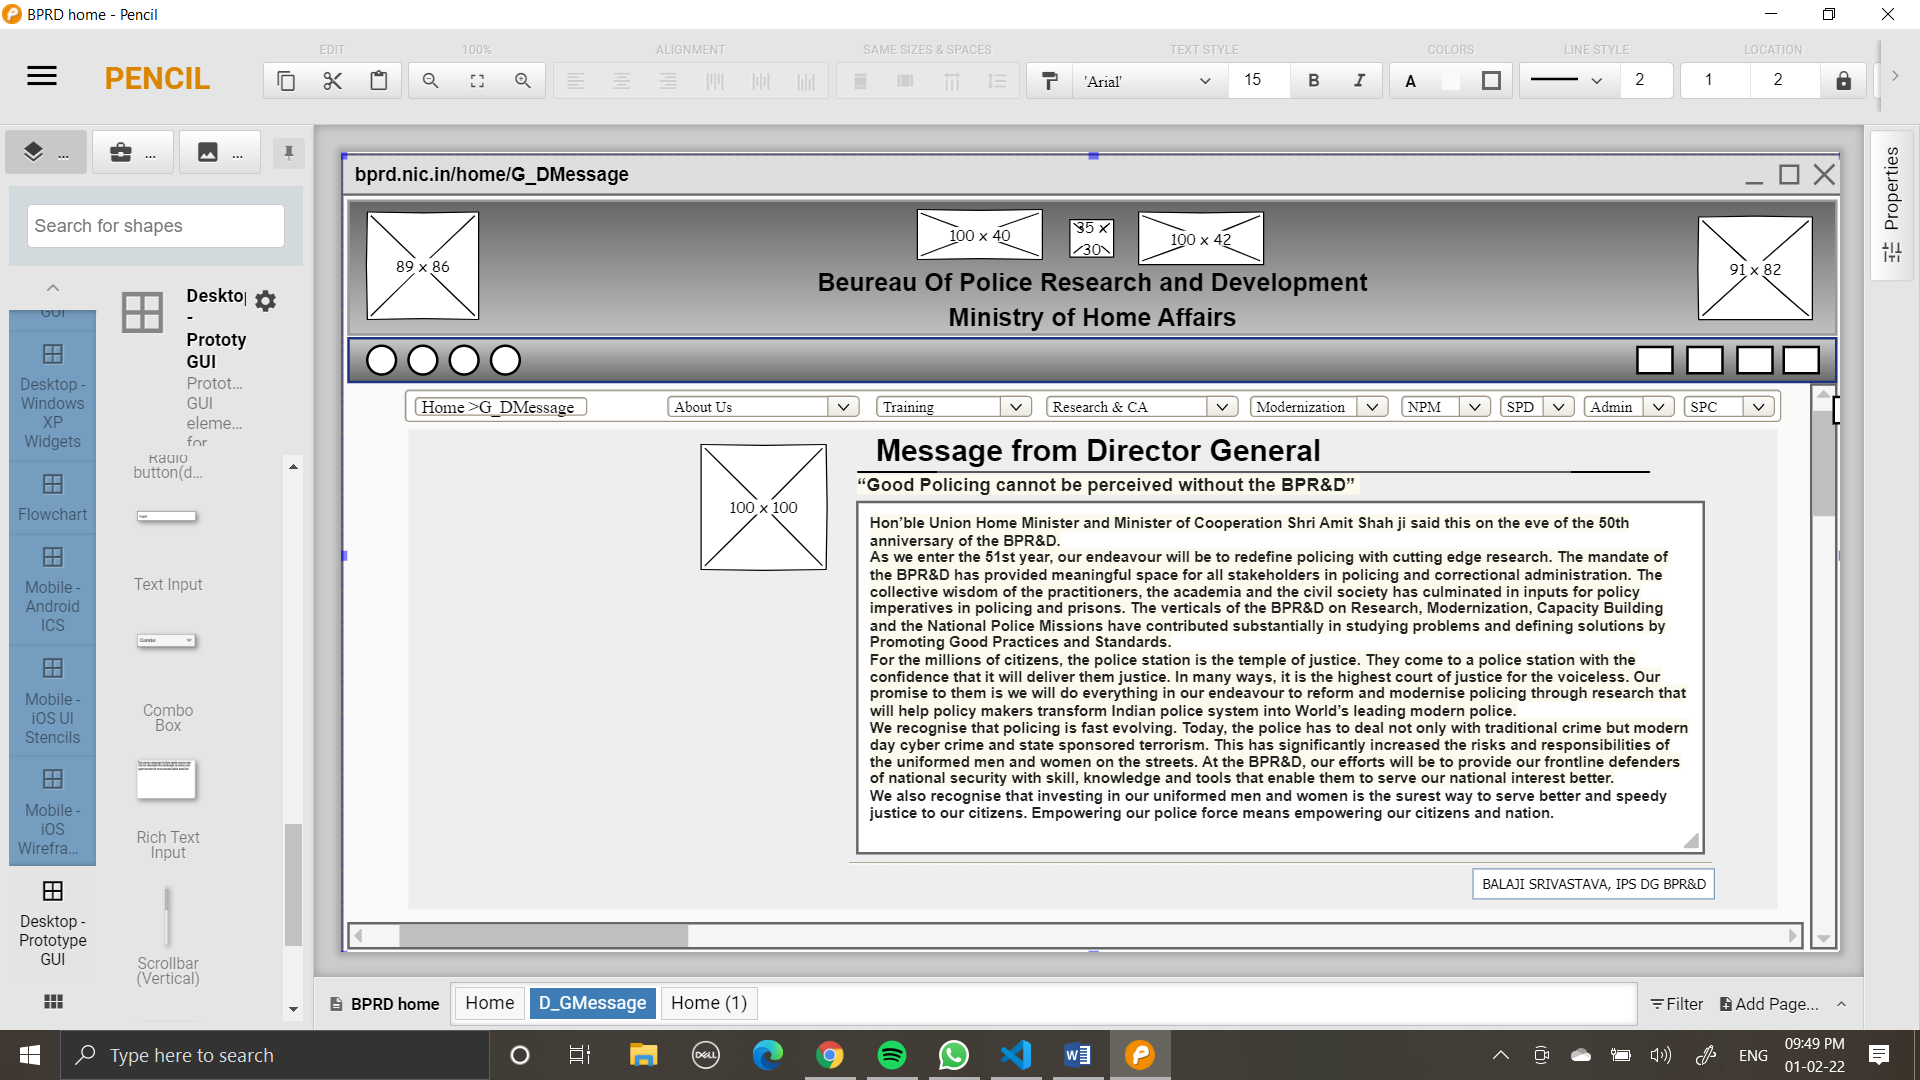 BPRD home - Pencil
EDIT
100%
ALIGNMENT
SAME SIZES & SPACES
TEXT STYLE
COLORS
LINE STYLE
LOCATION
PENCIL
'Arial'
15
B
I
A
2
1
2
...
...
...
Properties
Search for shapes
GUI
Desktop -
Windows
XP
Widgets
Flowchart
Mobile -
Android
ICS
Mobile -
iOS UI
Stencils
Mobile -
iOS
Wirefra...
Desktop -
Prototype
GUI
Deskto
-
Prototy
GUI
Protot...
GUI
eleme...
for
Radio
button(d...
Text Input
Combo
Combo
Box
Rich Text
Input
Scrollbar
(Vertical)
bprd.nic.in/home/G_DMessage
89 x 86
100 x 40
35 x
30
100 x 42
91 x 82
Beureau Of Police Research and Development
Ministry of Home Affairs
Home >G_DMessage
About Us
Training
Research & CA
Modernization
NPM
SPD
Admin
SPC
100 x 100
Message from Director General
“Good Policing cannot be perceived without the BPR&D”
Hon’ble Union Home Minister and Minister of Cooperation Shri Amit Shah ji said this on the eve of the 50th
anniversary of the BPR&D.
As we enter the 51st year, our endeavour will be to redefine policing with cutting edge research. The mandate of
the BPR&D has provided meaningful space for all stakeholders in policing and correctional administration. The
collective wisdom of the practitioners, the academia and the civil society has culminated in inputs for policy
imperatives in policing and prisons. The verticals of the BPR&D on Research, Modernization, Capacity Building
and the National Police Missions have contributed substantially in studying problems and defining solutions by
Promoting Good Practices and Standards.
For the millions of citizens, the police station is the temple of justice. They come to a police station with the
confidence that it will deliver them justice. In many ways, it is the highest court of justice for the voiceless. Our
promise to them is we will do everything in our endeavour to reform and modernise policing through research that
will help policy makers transform Indian police system into World’s leading modern police.
We recognise that policing is fast evolving. Today, the police has to deal not only with traditional crime but modern
day cyber crime and state sponsored terrorism. This has significantly increased the risks and responsibilities of
the uniformed men and women on the streets. At the BPR&D, our efforts will be to provide our frontline defenders
of national security with skill, knowledge and tools that enable them to serve our national interest better.
We also recognise that investing in our uniformed men and women is the surest way to serve better and speedy
justice to our citizens. Empowering our police force means empowering our citizens and nation.
BALAJI SRIVASTAVA, IPS DG BPR&D
BPRD home
Home
D_GMessage
Home (1)
Filter
Add Page...
Type here to search
DELL
ENG
09:49 PM
01-02-22